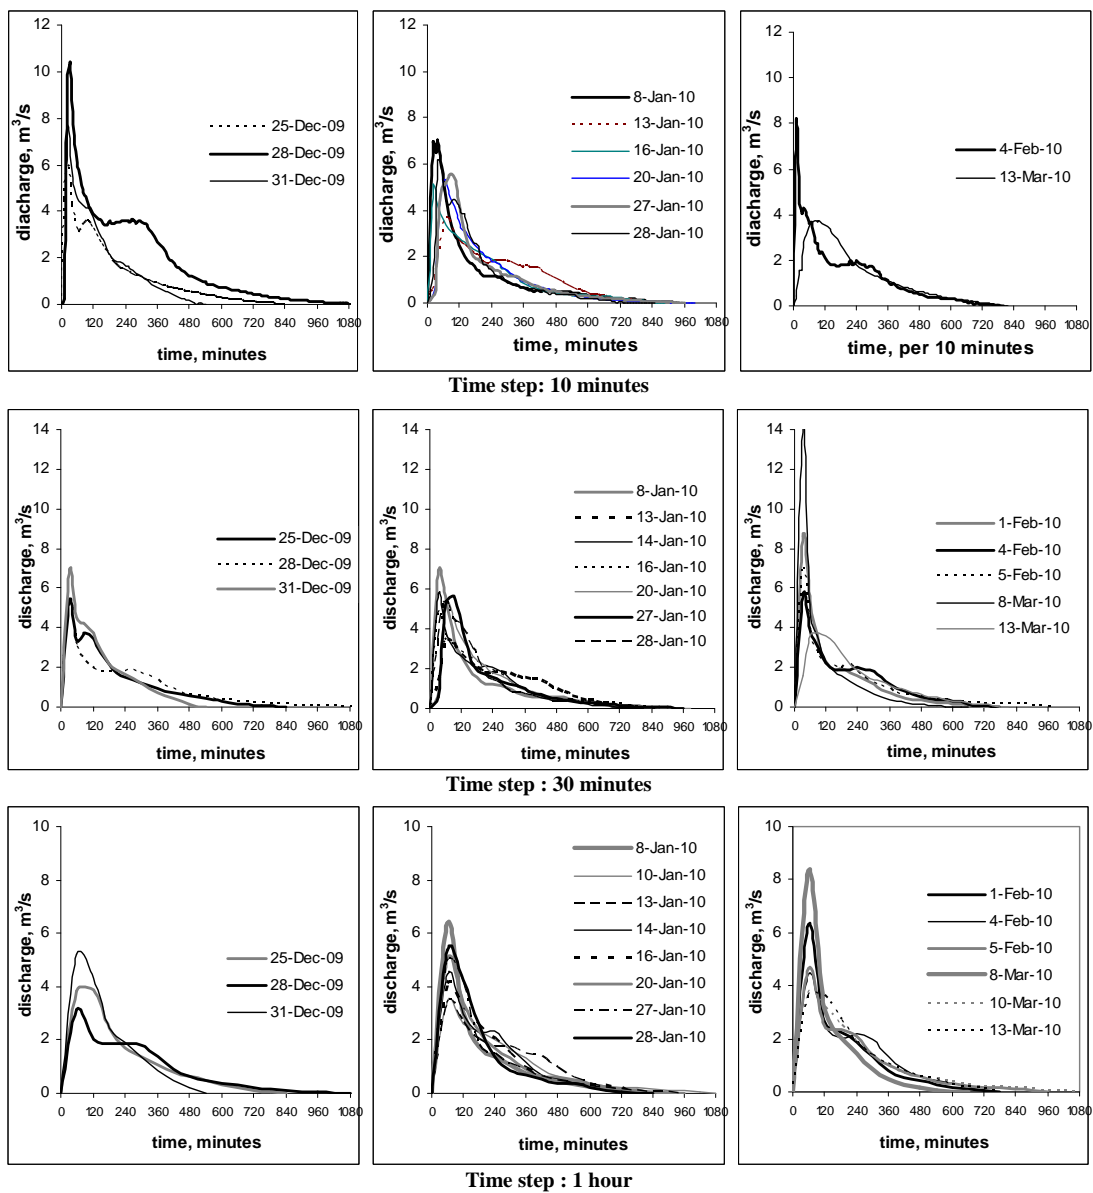 12
10
8
6
4
2
0
diacharge, m³/s
25-Dec-09
28-Dec-09
31-Dec-09
0 120 240 360 480 600 720 840 960 1080
time, minutes
12
10
8
6
4
2
0
diacharge, m³/s
8-Jan-10
13-Jan-10
16-Jan-10
20-Jan-10
27-Jan-10
28-Jan-10
0 120 240 360 480 600 720 840 960 1080
time, minutes
12
10
8
6
4
2
0
diacharge, m³/s
4-Feb-10
13-Mar-10
0 120 240 360 480 600 720 840 960 1080
time, per 10 minutes
Time step: 10 minutes
14
12
10
8
6
4
2
0
discharge, m³/s
25-Dec-09
28-Dec-09
31-Dec-09
0 120 240 360 480 600 720 840 960 1080
time, minutes
14
12
10
8
6
4
2
0
discharge, m³/s
8-Jan-10
13-Jan-10
14-Jan-10
16-Jan-10
20-Jan-10
27-Jan-10
28-Jan-10
0 120 240 360 480 600 720 840 960 1080
time, minutes
14
12
10
8
6
4
2
0
discharge, m³/s
1-Feb-10
4-Feb-10
5-Feb-10
8-Mar-10
13-Mar-10
0 120 240 360 480 600 720 840 960 1080
time, minutes
Time step : 30 minutes
10
8
6
4
2
0
discharge, m³/s
25-Dec-09
28-Dec-09
31-Dec-09
0 120 240 360 480 600 720 840 960 1080
time, minutes
10
8
6
4
2
0
discharge, m³/s
8-Jan-10
10-Jan-10
13-Jan-10
14-Jan-10
16-Jan-10
20-Jan-10
27-Jan-10
28-Jan-10
0 120 240 360 480 600 720 840 960 1080
time, minutes
10
8
6
4
2
0
discharge, m³/s
1-Feb-10
4-Feb-10
5-Feb-10
8-Mar-10
10-Mar-10
13-Mar-10
0 120 240 360 480 600 720 840 960 1080
time, minutes
Time step : 1 hour